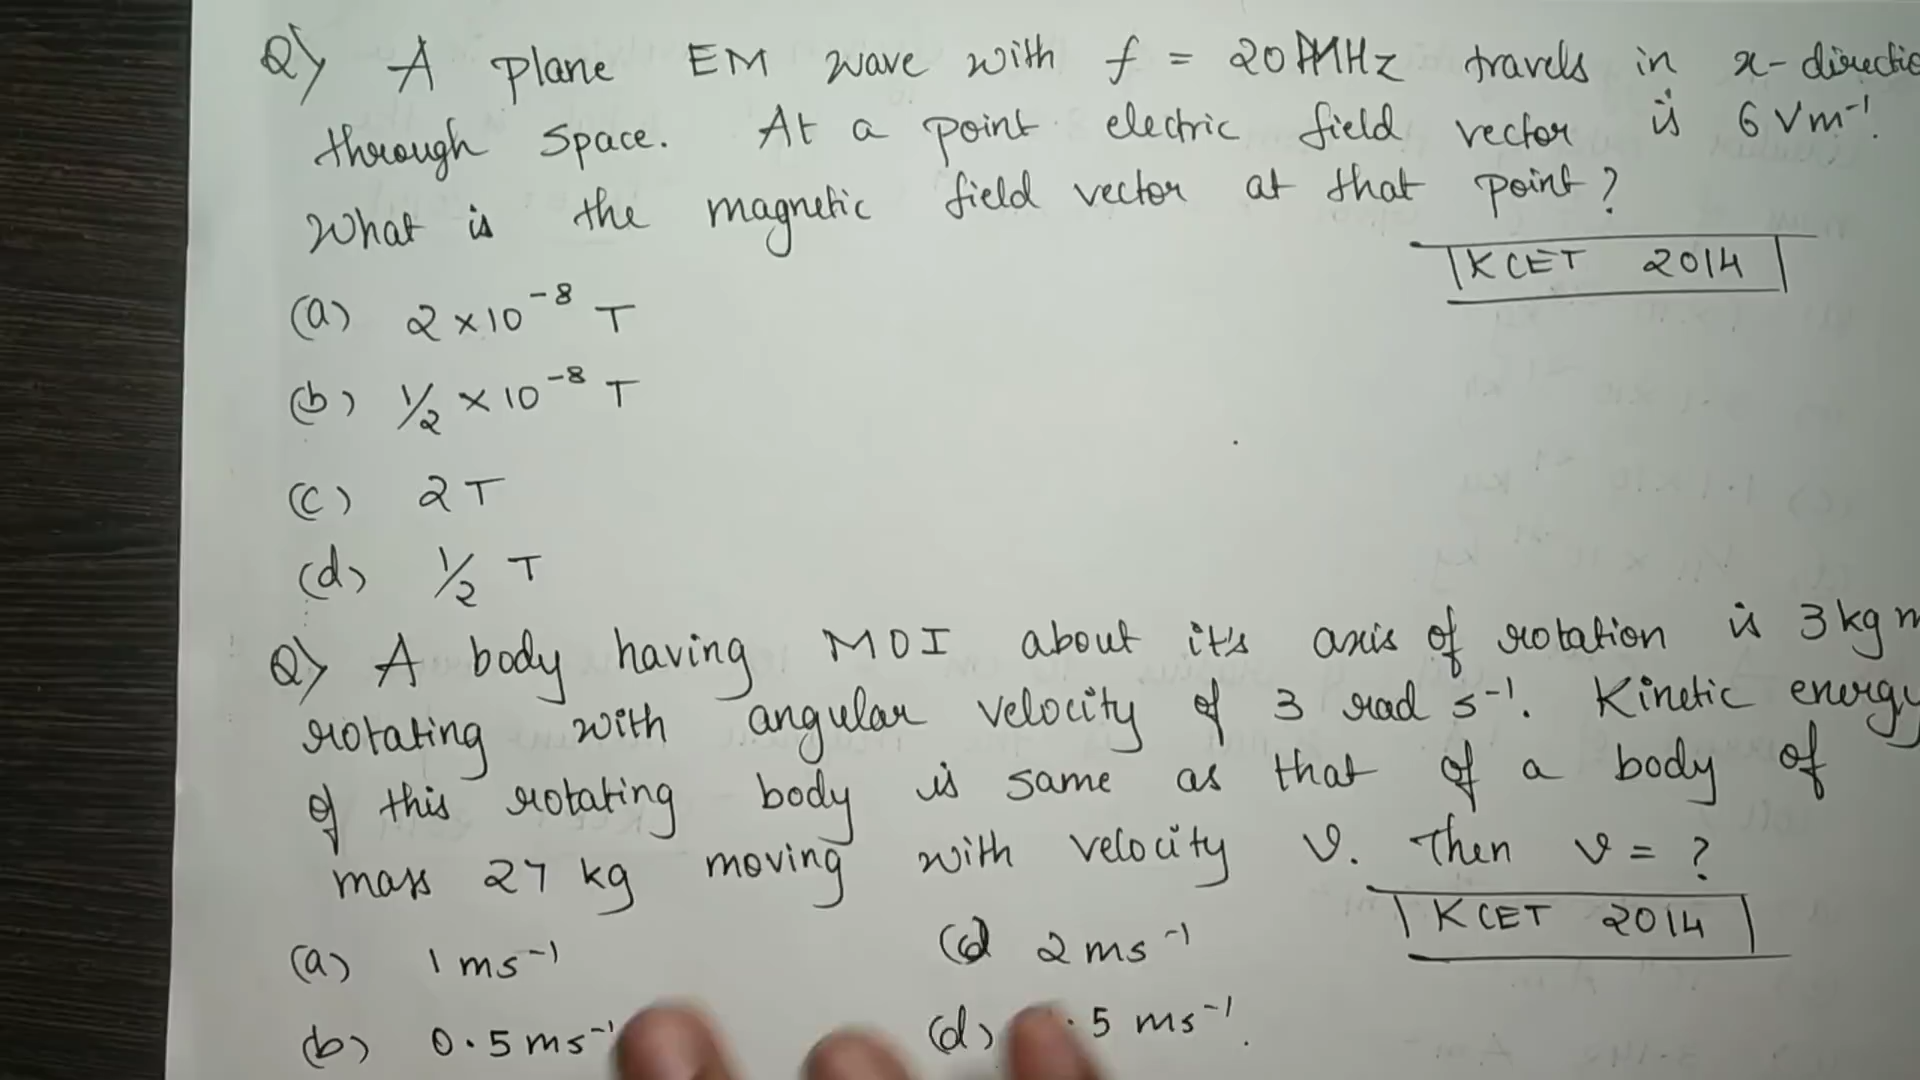 Q) A plane EM wave with f = 20 MHz travels in x-directio
through space. At a point electric field vector is 6 Vm⁻¹.
What is the magnetic field vector at that point?
KCET 2014
(a) 2 × 10⁻⁸ T
(b) 1/2 × 10⁻⁸ T
(c) 2 T
(d) 1/2 T
Q) A body having MOI about it's axis of rotation is 3 kg m
rotating with angular velocity of 3 rad s⁻¹. Kinetic energy
of this rotating body is same as that of a body of
mass 27 kg moving with velocity v. Then v = ?
KCET 2014
(a) 1 ms⁻¹
(c) 2 ms⁻¹
(b) 0.5 ms⁻¹
(d) .5 ms⁻¹.